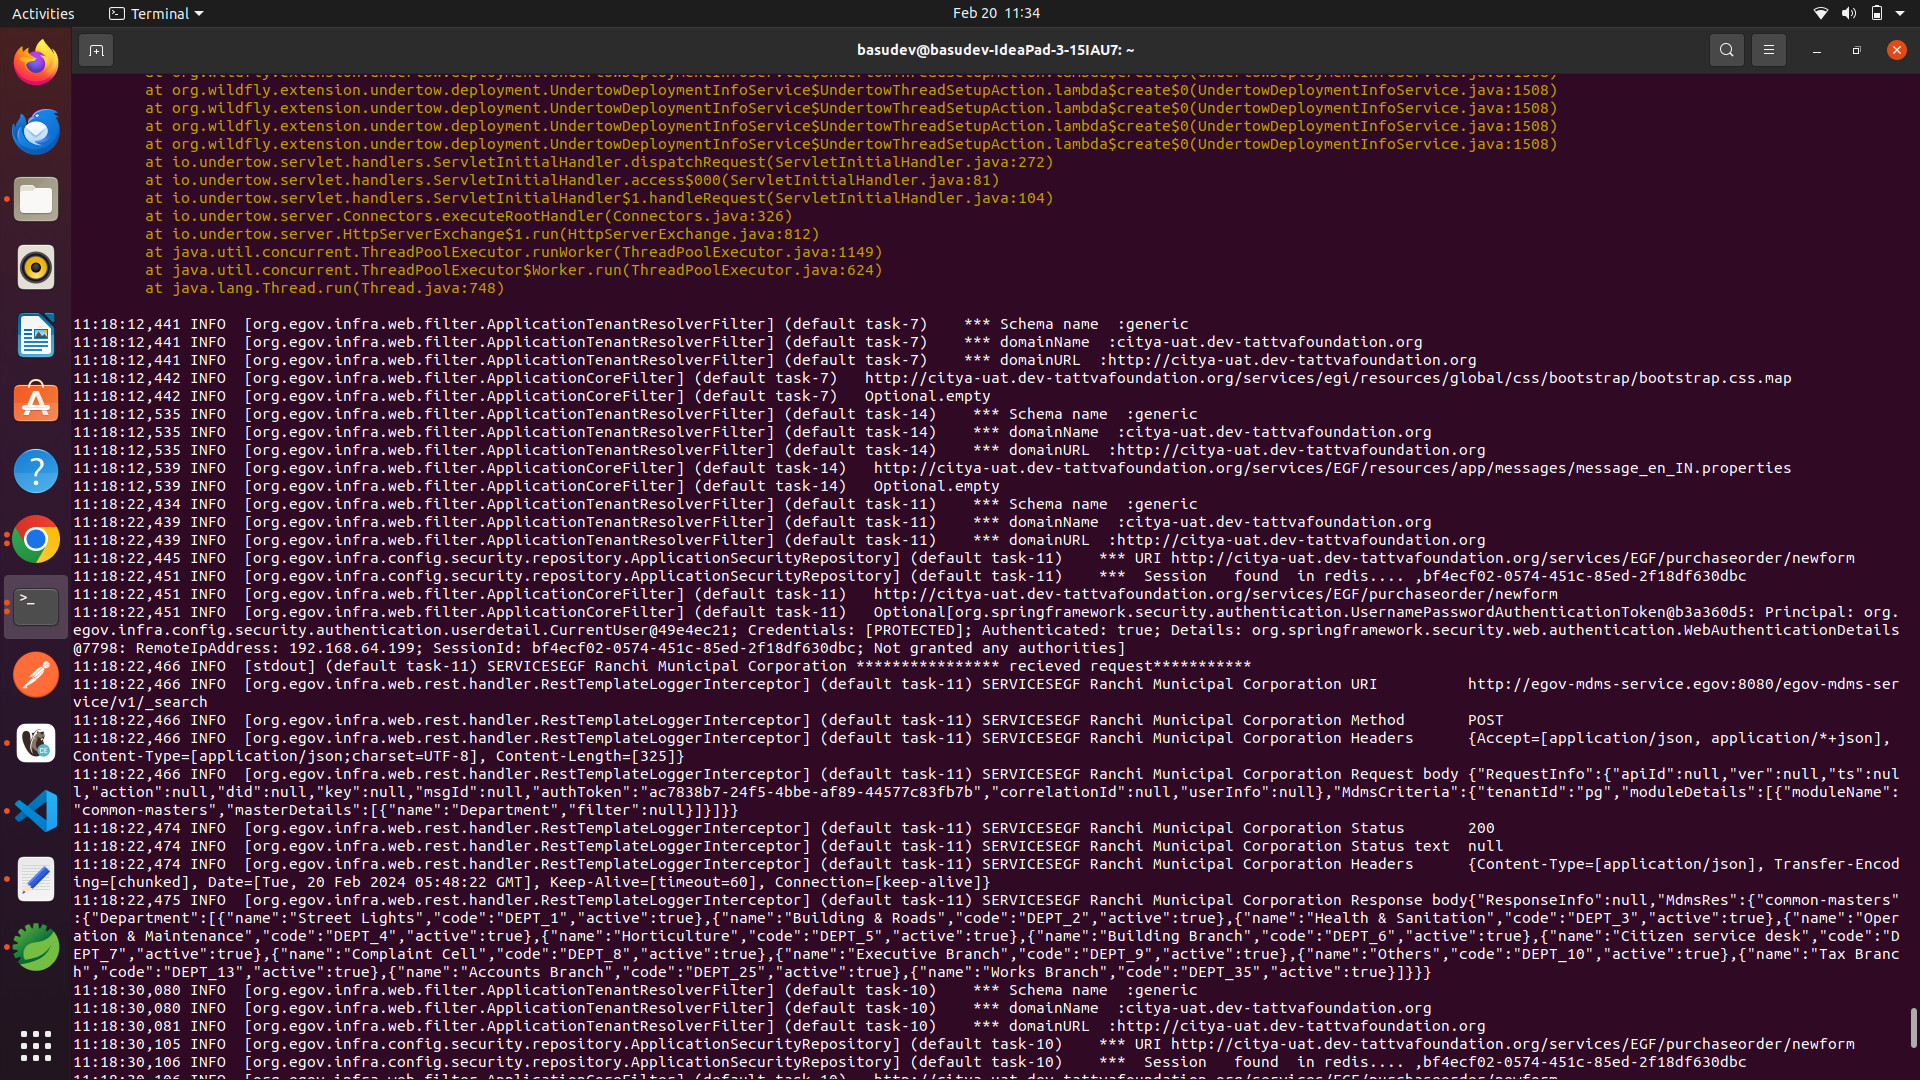 Activities
Terminal
Feb 20 11:34
basudev@basudev-IdeaPad-3-15IAU7: ~
at org.wildfly.extension.undertow.deployment.UndertowDeploymentInfoService$UndertowThreadSetupAction.lambda$create$0(UndertowDeploymentInfoService.java:1508)
at org.wildfly.extension.undertow.deployment.UndertowDeploymentInfoService$UndertowThreadSetupAction.lambda$create$0(UndertowDeploymentInfoService.java:1508)
at org.wildfly.extension.undertow.deployment.UndertowDeploymentInfoService$UndertowThreadSetupAction.lambda$create$0(UndertowDeploymentInfoService.java:1508)
at org.wildfly.extension.undertow.deployment.UndertowDeploymentInfoService$UndertowThreadSetupAction.lambda$create$0(UndertowDeploymentInfoService.java:1508)
at org.wildfly.extension.undertow.deployment.UndertowDeploymentInfoService$UndertowThreadSetupAction.lambda$create$0(UndertowDeploymentInfoService.java:1508)
at io.undertow.servlet.handlers.ServletInitialHandler.dispatchRequest(ServletInitialHandler.java:272)
at io.undertow.servlet.handlers.ServletInitialHandler.access$000(ServletInitialHandler.java:81)
at io.undertow.servlet.handlers.ServletInitialHandler$1.handleRequest(ServletInitialHandler.java:104)
at io.undertow.server.Connectors.executeRootHandler(Connectors.java:326)
at io.undertow.server.HttpServerExchange$1.run(HttpServerExchange.java:812)
at java.util.concurrent.ThreadPoolExecutor.runWorker(ThreadPoolExecutor.java:1149)
at java.util.concurrent.ThreadPoolExecutor$Worker.run(ThreadPoolExecutor.java:624)
at java.lang.Thread.run(Thread.java:748)
11:18:12,441 INFO  [org.egov.infra.web.filter.ApplicationTenantResolverFilter] (default task-7)    *** Schema name  :generic
11:18:12,441 INFO  [org.egov.infra.web.filter.ApplicationTenantResolverFilter] (default task-7)    *** domainName  :citya-uat.dev-tattvafoundation.org
11:18:12,441 INFO  [org.egov.infra.web.filter.ApplicationTenantResolverFilter] (default task-7)    *** domainURL  :http://citya-uat.dev-tattvafoundation.org
11:18:12,442 INFO  [org.egov.infra.web.filter.ApplicationCoreFilter] (default task-7)   http://citya-uat.dev-tattvafoundation.org/services/egi/resources/global/css/bootstrap/bootstrap.css.map
11:18:12,442 INFO  [org.egov.infra.web.filter.ApplicationCoreFilter] (default task-7)   Optional.empty
11:18:12,535 INFO  [org.egov.infra.web.filter.ApplicationTenantResolverFilter] (default task-14)    *** Schema name  :generic
11:18:12,535 INFO  [org.egov.infra.web.filter.ApplicationTenantResolverFilter] (default task-14)    *** domainName  :citya-uat.dev-tattvafoundation.org
11:18:12,535 INFO  [org.egov.infra.web.filter.ApplicationTenantResolverFilter] (default task-14)    *** domainURL  :http://citya-uat.dev-tattvafoundation.org
11:18:12,539 INFO  [org.egov.infra.web.filter.ApplicationCoreFilter] (default task-14)   http://citya-uat.dev-tattvafoundation.org/services/EGF/resources/app/messages/message_en_IN.properties
11:18:12,539 INFO  [org.egov.infra.web.filter.ApplicationCoreFilter] (default task-14)   Optional.empty
11:18:22,434 INFO  [org.egov.infra.web.filter.ApplicationTenantResolverFilter] (default task-11)    *** Schema name  :generic
11:18:22,439 INFO  [org.egov.infra.web.filter.ApplicationTenantResolverFilter] (default task-11)    *** domainName  :citya-uat.dev-tattvafoundation.org
11:18:22,439 INFO  [org.egov.infra.web.filter.ApplicationTenantResolverFilter] (default task-11)    *** domainURL  :http://citya-uat.dev-tattvafoundation.org
11:18:22,445 INFO  [org.egov.infra.config.security.repository.ApplicationSecurityRepository] (default task-11)    *** URI http://citya-uat.dev-tattvafoundation.org/services/EGF/purchaseorder/newform
11:18:22,451 INFO  [org.egov.infra.config.security.repository.ApplicationSecurityRepository] (default task-11)    ***  Session   found  in redis.... ,bf4ecf02-0574-451c-85ed-2f18df630dbc
11:18:22,451 INFO  [org.egov.infra.web.filter.ApplicationCoreFilter] (default task-11)   http://citya-uat.dev-tattvafoundation.org/services/EGF/purchaseorder/newform
11:18:22,451 INFO  [org.egov.infra.web.filter.ApplicationCoreFilter] (default task-11)   Optional[org.springframework.security.authentication.UsernamePasswordAuthenticationToken@b3a360d5: Principal: org.
egov.infra.config.security.authentication.userdetail.CurrentUser@49e4ec21; Credentials: [PROTECTED]; Authenticated: true; Details: org.springframework.security.web.authentication.WebAuthenticationDetails
@7798: RemoteIpAddress: 192.168.64.199; SessionId: bf4ecf02-0574-451c-85ed-2f18df630dbc; Not granted any authorities]
11:18:22,466 INFO  [stdout] (default task-11) SERVICESEGF Ranchi Municipal Corporation **************** recieved request***********
11:18:22,466 INFO  [org.egov.infra.web.rest.handler.RestTemplateLoggerInterceptor] (default task-11) SERVICESEGF Ranchi Municipal Corporation URI          http://egov-mdms-service.egov:8080/egov-mdms-ser
vice/v1/_search
11:18:22,466 INFO  [org.egov.infra.web.rest.handler.RestTemplateLoggerInterceptor] (default task-11) SERVICESEGF Ranchi Municipal Corporation Method       POST
11:18:22,466 INFO  [org.egov.infra.web.rest.handler.RestTemplateLoggerInterceptor] (default task-11) SERVICESEGF Ranchi Municipal Corporation Headers      {Accept=[application/json, application/*+json],
Content-Type=[application/json;charset=UTF-8], Content-Length=[325]}
11:18:22,466 INFO  [org.egov.infra.web.rest.handler.RestTemplateLoggerInterceptor] (default task-11) SERVICESEGF Ranchi Municipal Corporation Request body {"RequestInfo":{"apiId":null,"ver":null,"ts":nul
l,"action":null,"did":null,"key":null,"msgId":null,"authToken":"ac7838b7-24f5-4bbe-af89-44577c83fb7b","correlationId":null,"userInfo":null},"MdmsCriteria":{"tenantId":"pg","moduleDetails":[{"moduleName":
"common-masters","masterDetails":[{"name":"Department","filter":null}]}]}}
11:18:22,474 INFO  [org.egov.infra.web.rest.handler.RestTemplateLoggerInterceptor] (default task-11) SERVICESEGF Ranchi Municipal Corporation Status       200
11:18:22,474 INFO  [org.egov.infra.web.rest.handler.RestTemplateLoggerInterceptor] (default task-11) SERVICESEGF Ranchi Municipal Corporation Status text  null
11:18:22,474 INFO  [org.egov.infra.web.rest.handler.RestTemplateLoggerInterceptor] (default task-11) SERVICESEGF Ranchi Municipal Corporation Headers      {Content-Type=[application/json], Transfer-Encod
ing=[chunked], Date=[Tue, 20 Feb 2024 05:48:22 GMT], Keep-Alive=[timeout=60], Connection=[keep-alive]}
11:18:22,475 INFO  [org.egov.infra.web.rest.handler.RestTemplateLoggerInterceptor] (default task-11) SERVICESEGF Ranchi Municipal Corporation Response body{"ResponseInfo":null,"MdmsRes":{"common-masters"
:{"Department":[{"name":"Street Lights","code":"DEPT_1","active":true},{"name":"Building & Roads","code":"DEPT_2","active":true},{"name":"Health & Sanitation","code":"DEPT_3","active":true},{"name":"Oper
ation & Maintenance","code":"DEPT_4","active":true},{"name":"Horticulture","code":"DEPT_5","active":true},{"name":"Building Branch","code":"DEPT_6","active":true},{"name":"Citizen service desk","code":"D
EPT_7","active":true},{"name":"Complaint Cell","code":"DEPT_8","active":true},{"name":"Executive Branch","code":"DEPT_9","active":true},{"name":"Others","code":"DEPT_10","active":true},{"name":"Tax Branc
h","code":"DEPT_13","active":true},{"name":"Accounts Branch","code":"DEPT_25","active":true},{"name":"Works Branch","code":"DEPT_35","active":true}]}}}
11:18:30,080 INFO  [org.egov.infra.web.filter.ApplicationTenantResolverFilter] (default task-10)    *** Schema name  :generic
11:18:30,080 INFO  [org.egov.infra.web.filter.ApplicationTenantResolverFilter] (default task-10)    *** domainName  :citya-uat.dev-tattvafoundation.org
11:18:30,081 INFO  [org.egov.infra.web.filter.ApplicationTenantResolverFilter] (default task-10)    *** domainURL  :http://citya-uat.dev-tattvafoundation.org
11:18:30,105 INFO  [org.egov.infra.config.security.repository.ApplicationSecurityRepository] (default task-10)    *** URI http://citya-uat.dev-tattvafoundation.org/services/EGF/purchaseorder/newform
11:18:30,106 INFO  [org.egov.infra.config.security.repository.ApplicationSecurityRepository] (default task-10)    ***  Session   found  in redis.... ,bf4ecf02-0574-451c-85ed-2f18df630dbc
11:18:30,106 INFO  [org.egov.infra.web.filter.ApplicationCoreFilter] (default task-10)   http://citya-uat.dev-tattvafoundation.org/services/EGF/purchaseorder/newform